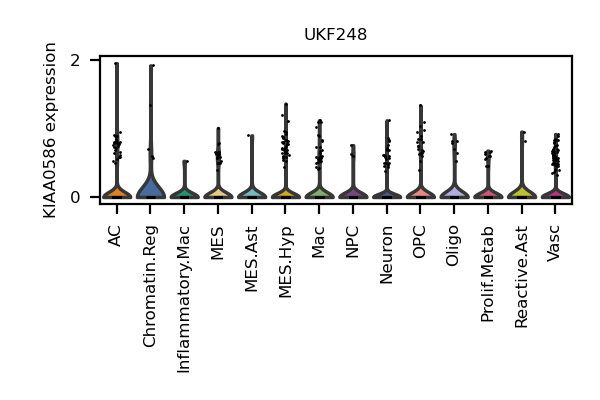 UKF248
KIAA0586 expression
2
0
AC
Chromatin.Reg
Inflammatory.Mac
MES
MES.Ast
MES.Hyp
Mac
NPC
Neuron
OPC
Oligo
Prolif.Metab
Reactive.Ast
Vasc